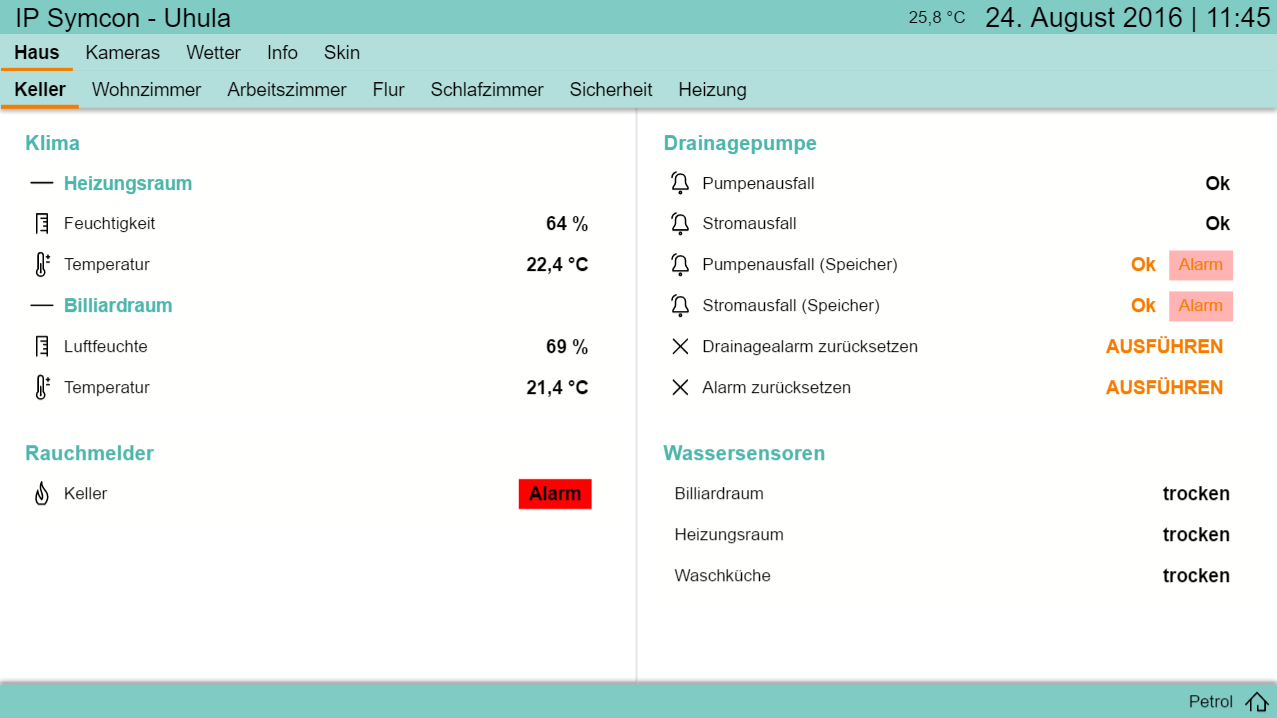 IP Symcon - Uhula 25,8 °C 24. August 2016 | 11:45
Haus Kameras Wetter Info Skin
Keller Wohnzimmer Arbeitszimmer Flur Schlafzimmer Sicherheit Heizung
Klima
Heizungsraum
Feuchtigkeit 64 %
Temperatur 22,4 °C
Billiardraum
Luftfeuchte 69 %
Temperatur 21,4 °C
Rauchmelder
Keller Alarm
Drainagepumpe
Pumpenausfall Ok
Stromausfall Ok
Pumpenausfall (Speicher) Ok Alarm
Stromausfall (Speicher) Ok Alarm
Drainagealarm zurücksetzen AUSFÜHREN
Alarm zurücksetzen AUSFÜHREN
Wassersensoren
Billiardraum trocken
Heizungsraum trocken
Waschküche trocken
Petrol